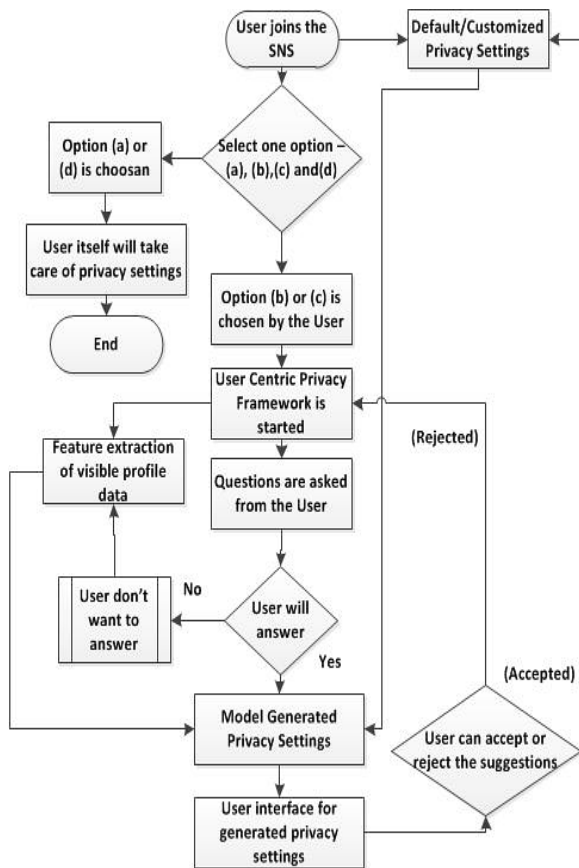 User joins the
SNS
Default/Customized
Privacy Settings
Select one option –
(a), (b),(c) and(d)
Option (a) or
(d) is choosan
User itself will take
care of privacy settings
End
Option (b) or (c) is
chosen by the User
User Centric Privacy
Framework is
started
(Rejected)
Feature extraction
of visible profile
data
Questions are asked
from the User
User don't
want to
answer
No
User will
answer
Yes
(Accepted)
Model Generated
Privacy Settings
User can accept or
reject the suggestions
User interface for
generated privacy
settings